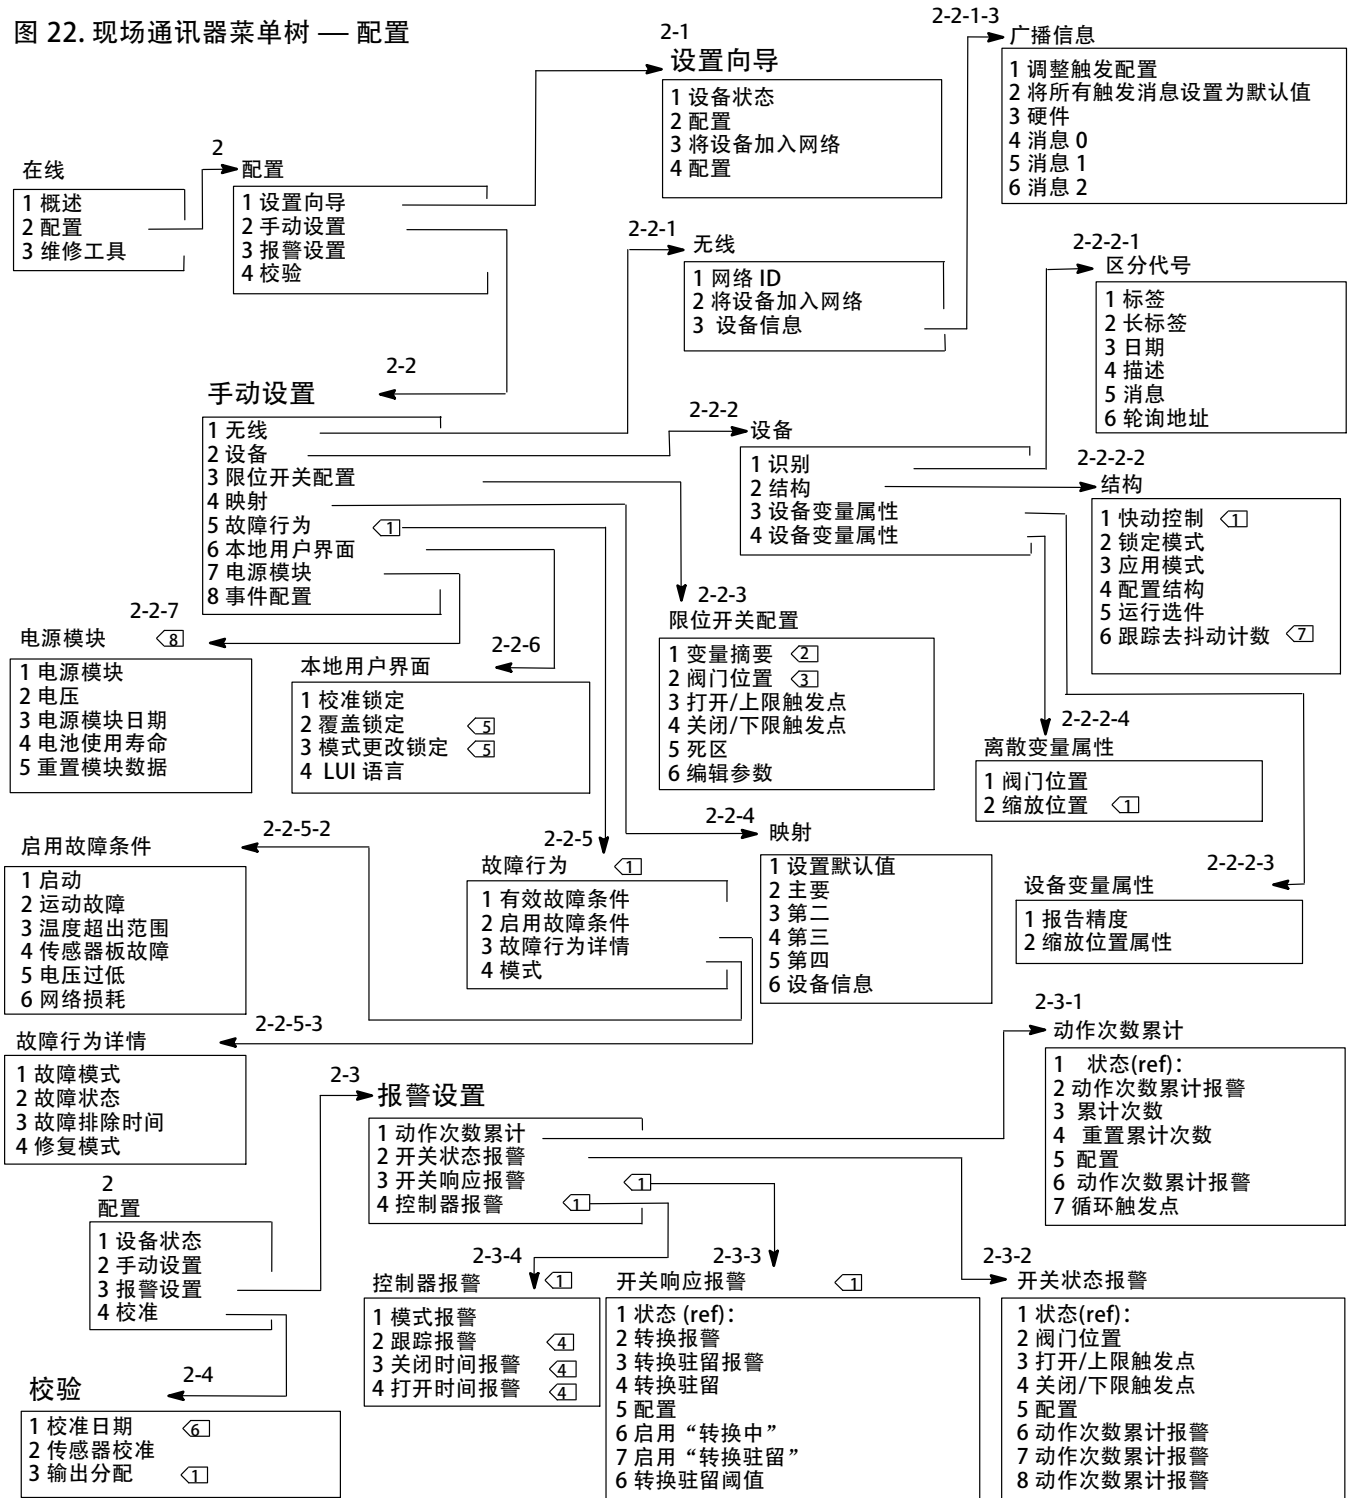 图 22. 现场通讯器菜单树 — 配置
在线
1 概述
2 配置
3 维修工具
2
配置
1 设置向导
2 手动设置
3 报警设置
4 校验
2-1
设置向导
1 设备状态
2 配置
3 将设备加入网络
4 配置
2-2-1-3
广播信息
1 调整触发配置
2 将所有触发消息设置为默认值
3 硬件
4 消息 0
5 消息 1
6 消息 2
2-2-1
无线
1 网络 ID
2 将设备加入网络
3 设备信息
2-2-2-1
区分代号
1 标签
2 长标签
3 日期
4 描述
5 消息
6 轮询地址
2-2
手动设置
1 无线
2 设备
3 限位开关配置
4 映射
5 故障行为 1
6 本地用户界面
7 电源模块
8 事件配置
2-2-2
设备
1 识别
2 结构
3 设备变量属性
4 设备变量属性
2-2-2-2
结构
1 快动控制 1
2 锁定模式
3 应用模式
4 配置结构
5 运行选件
6 跟踪去抖动计数 7
2-2-7
电源模块 8
1 电源模块
2 电压
3 电源模块日期
4 电池使用寿命
5 重置模块数据
2-2-6
本地用户界面
1 校准锁定
2 覆盖锁定 5
3 模式更改锁定 5
4 LUI 语言
2-2-3
限位开关配置
1 变量摘要 2
2 阀门位置 3
3 打开/上限触发点
4 关闭/下限触发点
5 死区
6 编辑参数
2-2-2-4
离散变量属性
1 阀门位置
2 缩放位置 1
2-2-5-2
启用故障条件
1 启动
2 运动故障
3 温度超出范围
4 传感器板故障
5 电压过低
6 网络损耗
2-2-5
故障行为 1
1 有效故障条件
2 启用故障条件
3 故障行为详情
4 模式
2-2-4
映射
1 设置默认值
2 主要
3 第二
4 第三
5 第四
6 设备信息
2-2-2-3
设备变量属性
1 报告精度
2 缩放位置属性
2-2-5-3
故障行为详情
1 故障模式
2 故障状态
3 故障排除时间
4 修复模式
2-3
报警设置
1 动作次数累计
2 开关状态报警
3 开关响应报警 1
4 控制器报警 1
2-3-1
动作次数累计
1 状态(ref)：
2 动作次数累计报警
3 累计次数
4 重置累计次数
5 配置
6 动作次数累计报警
7 循环触发点
2
配置
1 设备状态
2 手动设置
3 报警设置
4 校准
2-3-4
控制器报警 1
1 模式报警
2 跟踪报警 4
3 关闭时间报警 4
4 打开时间报警 4
2-3-3
开关响应报警 1
1 状态 (ref)：
2 转换报警
3 转换驻留报警
4 转换驻留
5 配置
6 启用“转换中”
7 启用“转换驻留”
6 转换驻留阈值
2-3-2
开关状态报警
1 状态(ref)：
2 阀门位置
3 打开/上限触发点
4 关闭/下限触发点
5 配置
6 动作次数累计报警
7 动作次数累计报警
8 动作次数累计报警
2-4
校验
1 校准日期 6
2 传感器校准
3 输出分配 1